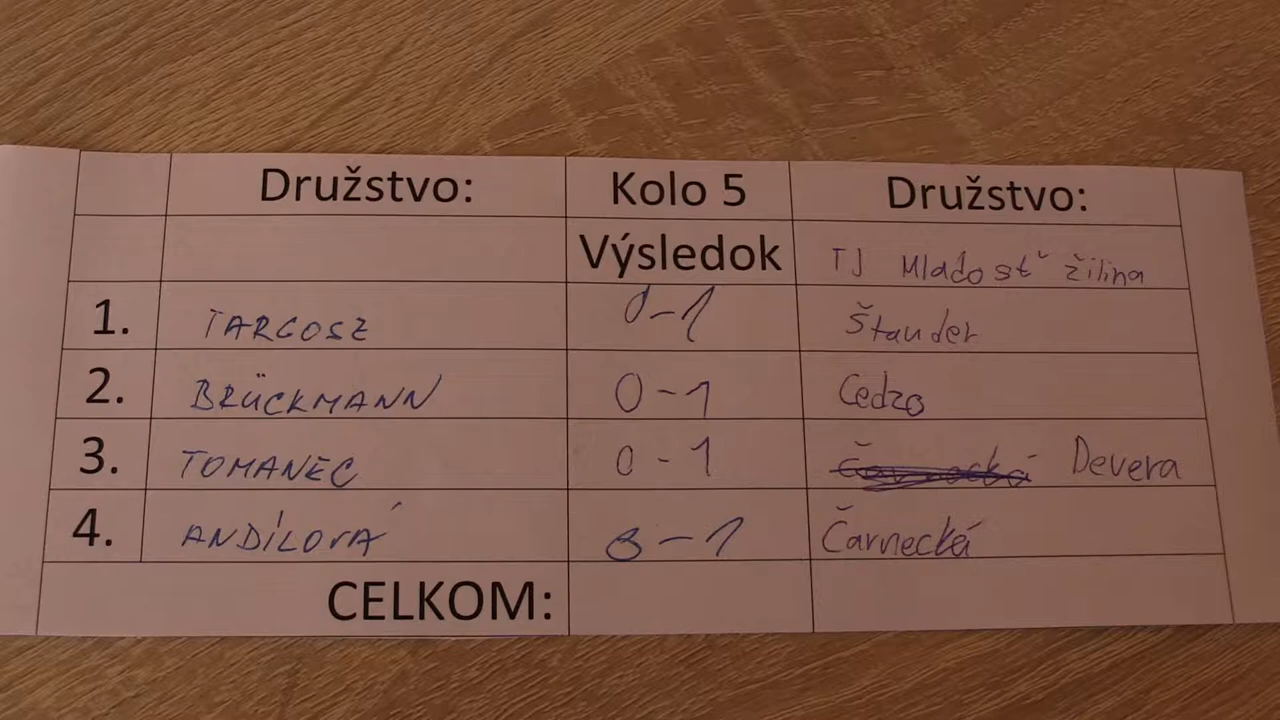 Družstvo: Kolo 5 Družstvo:
Výsledok TJ Mladosť Žilina
1. TARCOSZ 0-1 Štauder
2. BRÜCKMANN 0-1 Cedzo
3. TOMANEC 0-1 Čarnecká Devera
4. ANDÍLOVÁ 0-1 Čarnecká
CELKOM: